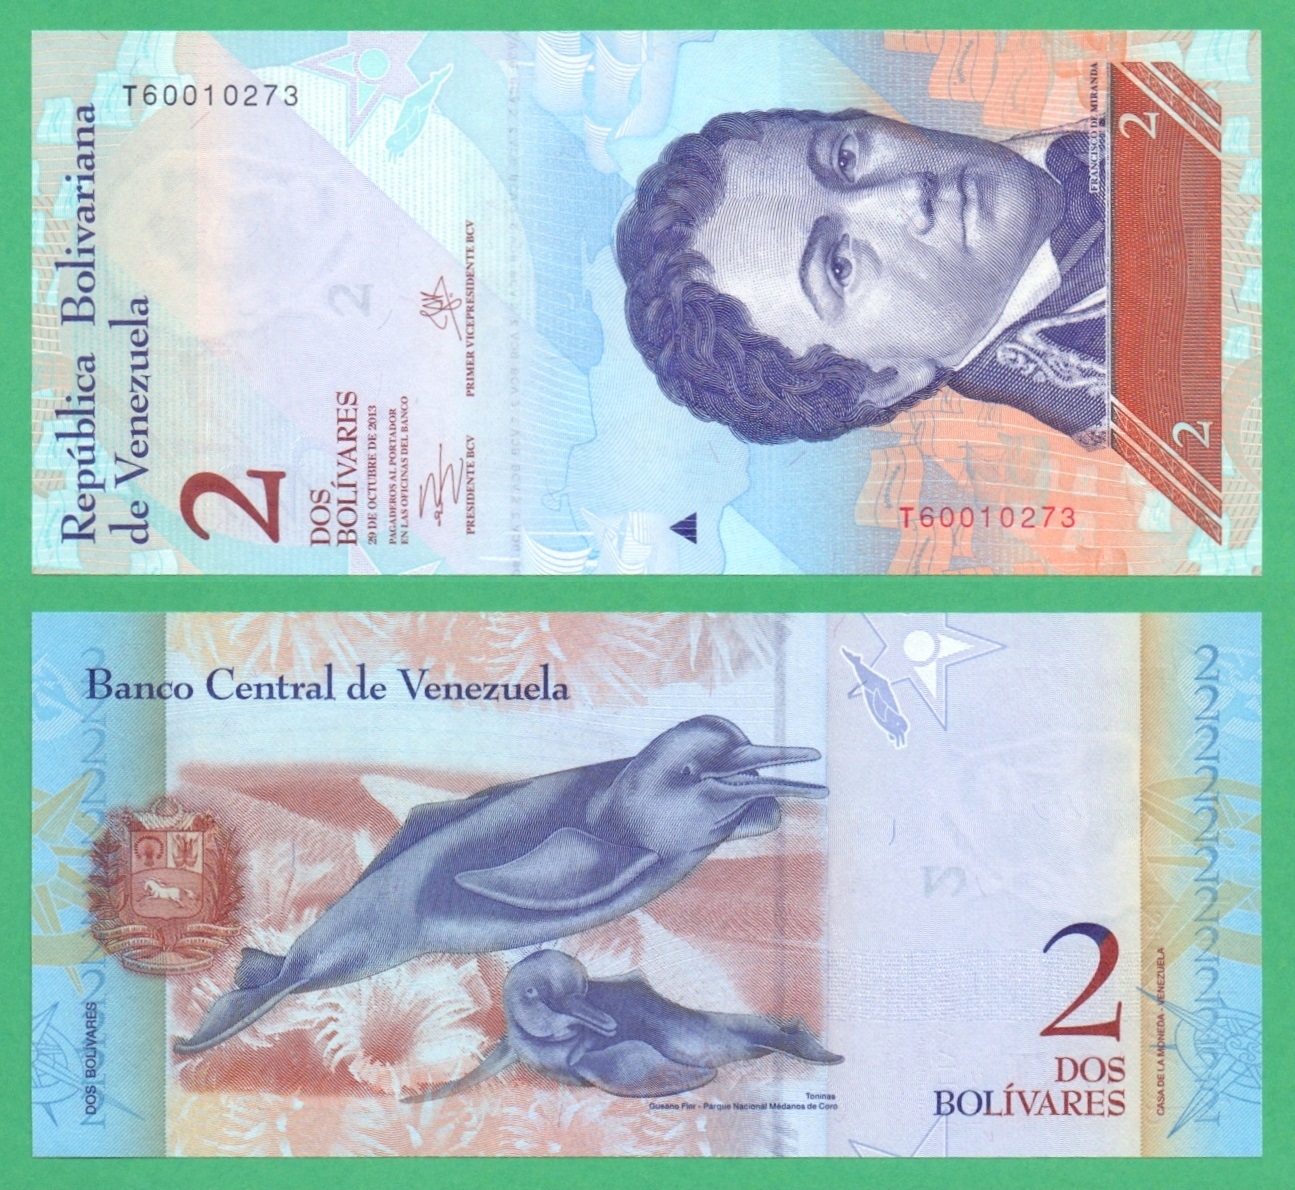 República Bolivariana
de Venezuela
T60010273
2
DOS
BOLÍVARES
29 DE OCTUBRE DE 2013
PAGADEROS AL PORTADOR
EN LAS OFICINAS DEL BANCO
PRESIDENTE BCV
PRIMER VICEPRESIDENTE BCV
2
FRANCISCO DE MIRANDA
2
2
T60010273
Banco Central de Venezuela
DOS BOLÍVARES
Toninas
Gusano Flor - Parque Nacional Médanos de Coro
2
DOS
BOLÍVARES
CASA DE LA MONEDA - VENEZUELA